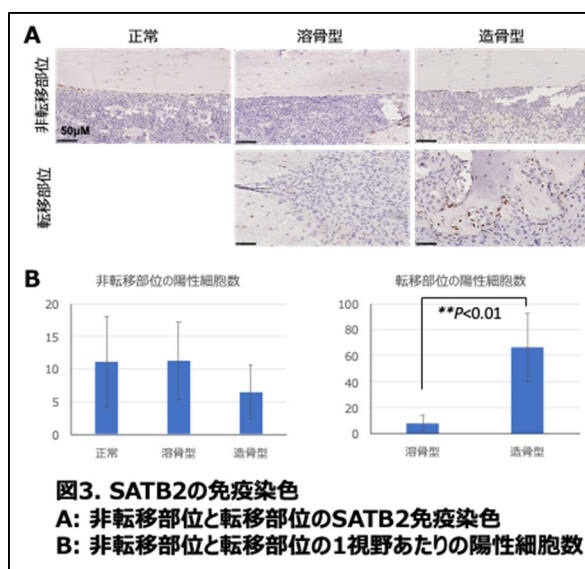 A
正常
溶骨型
造骨型
非転移部位
50μM
転移部位
B
非転移部位の陽性細胞数
20
15
10
5
0
正常
溶骨型
造骨型
転移部位の陽性細胞数
**P<0.01
100
80
60
40
20
0
溶骨型
造骨型
図3. SATB2の免疫染色
A: 非転移部位と転移部位のSATB2免疫染色
B: 非転移部位と転移部位の1視野あたりの陽性細胞数